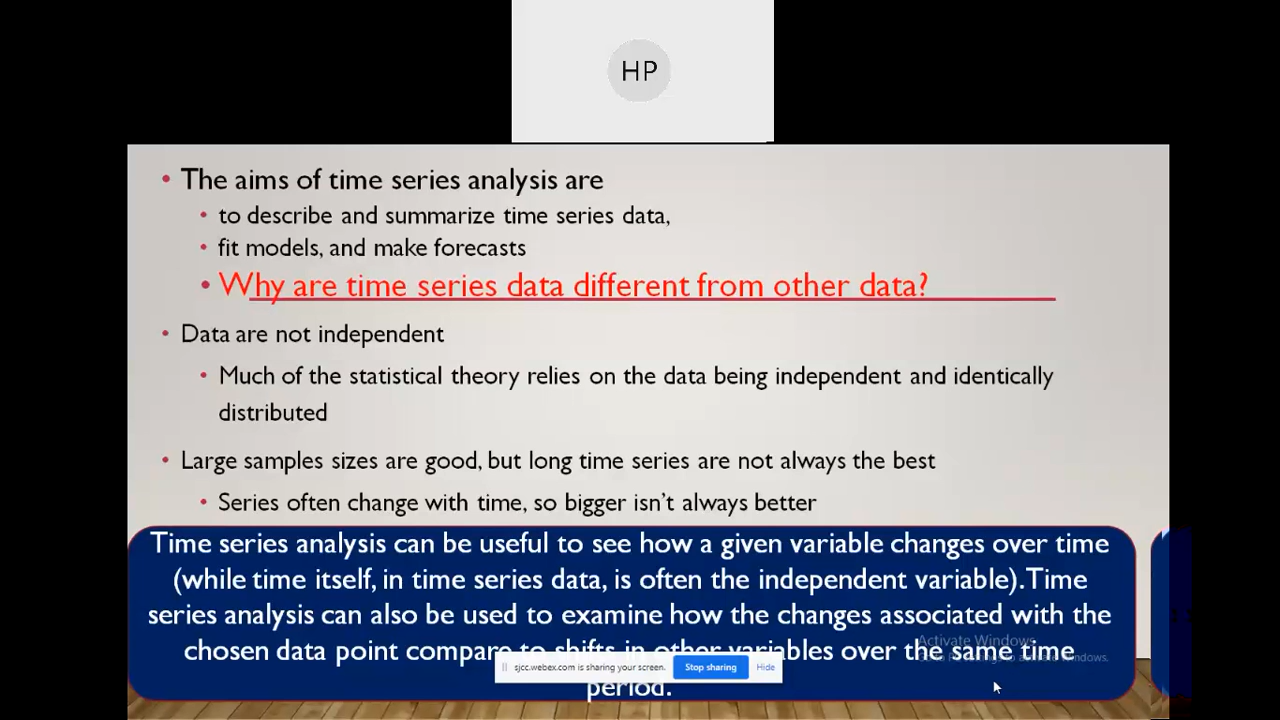 HP
• The aims of time series analysis are
• to describe and summarize time series data,
• fit models, and make forecasts
• Why are time series data different from other data?
• Data are not independent
• Much of the statistical theory relies on the data being independent and identically
distributed
• Large samples sizes are good, but long time series are not always the best
• Series often change with time, so bigger isn't always better
Time series analysis can be useful to see how a given variable changes over time
(while time itself, in time series data, is often the independent variable).Time
series analysis can also be used to examine how the changes associated with the
chosen data point compare to shifts in other variables over the same time
period.
Activate Windows
sjcc.webex.com is sharing your screen. Stop sharing Hide